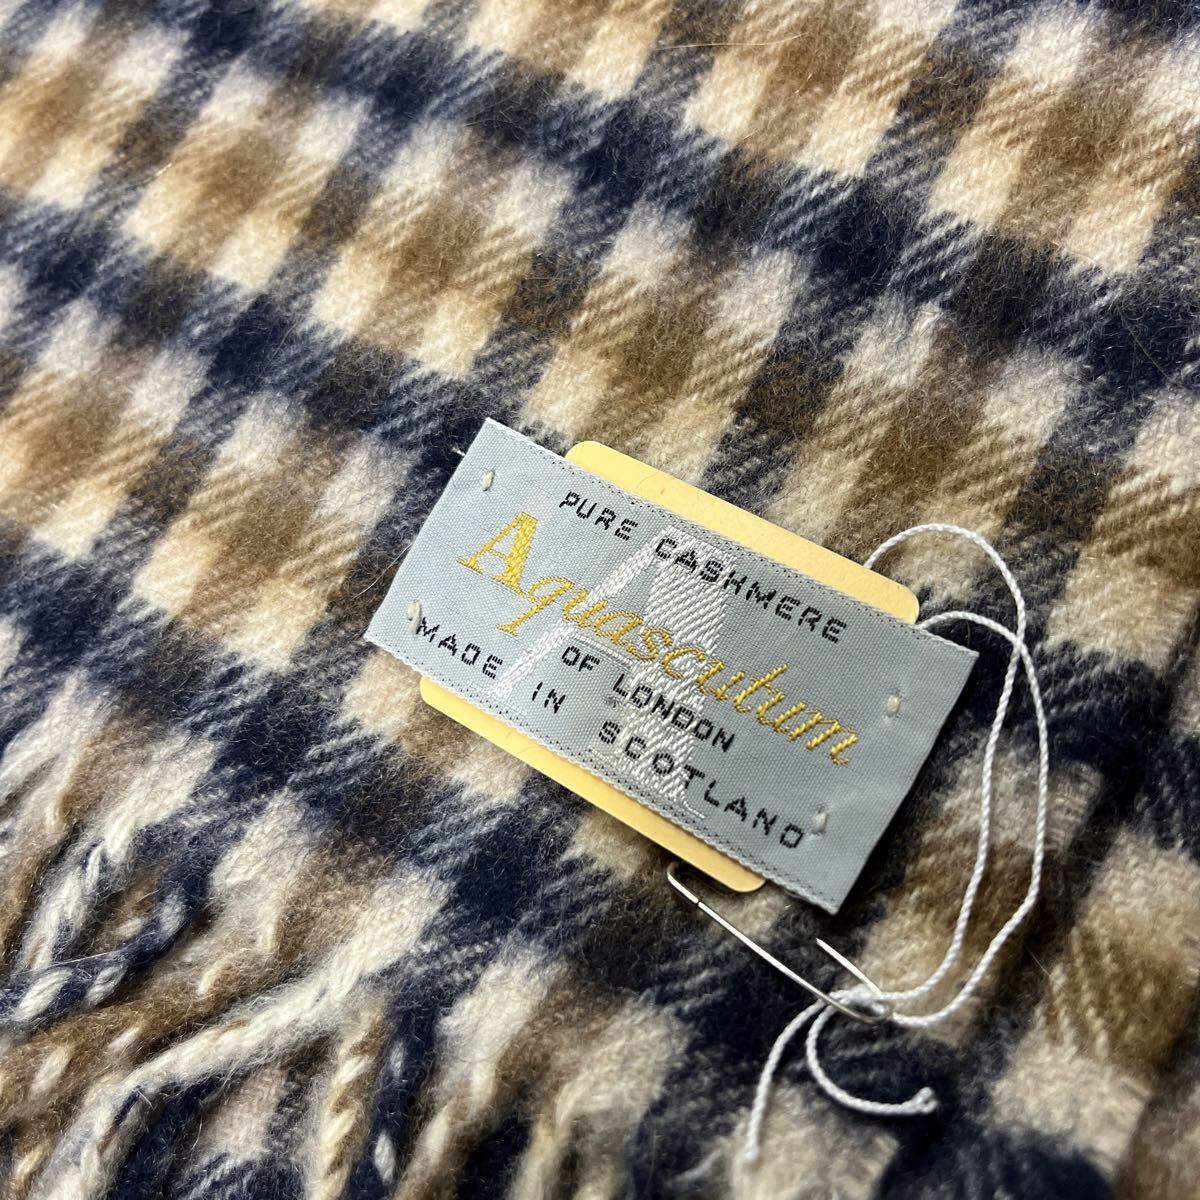 PURE CASHMERE
Aquascutum
OF LONDON
MADE IN SCOTLAND